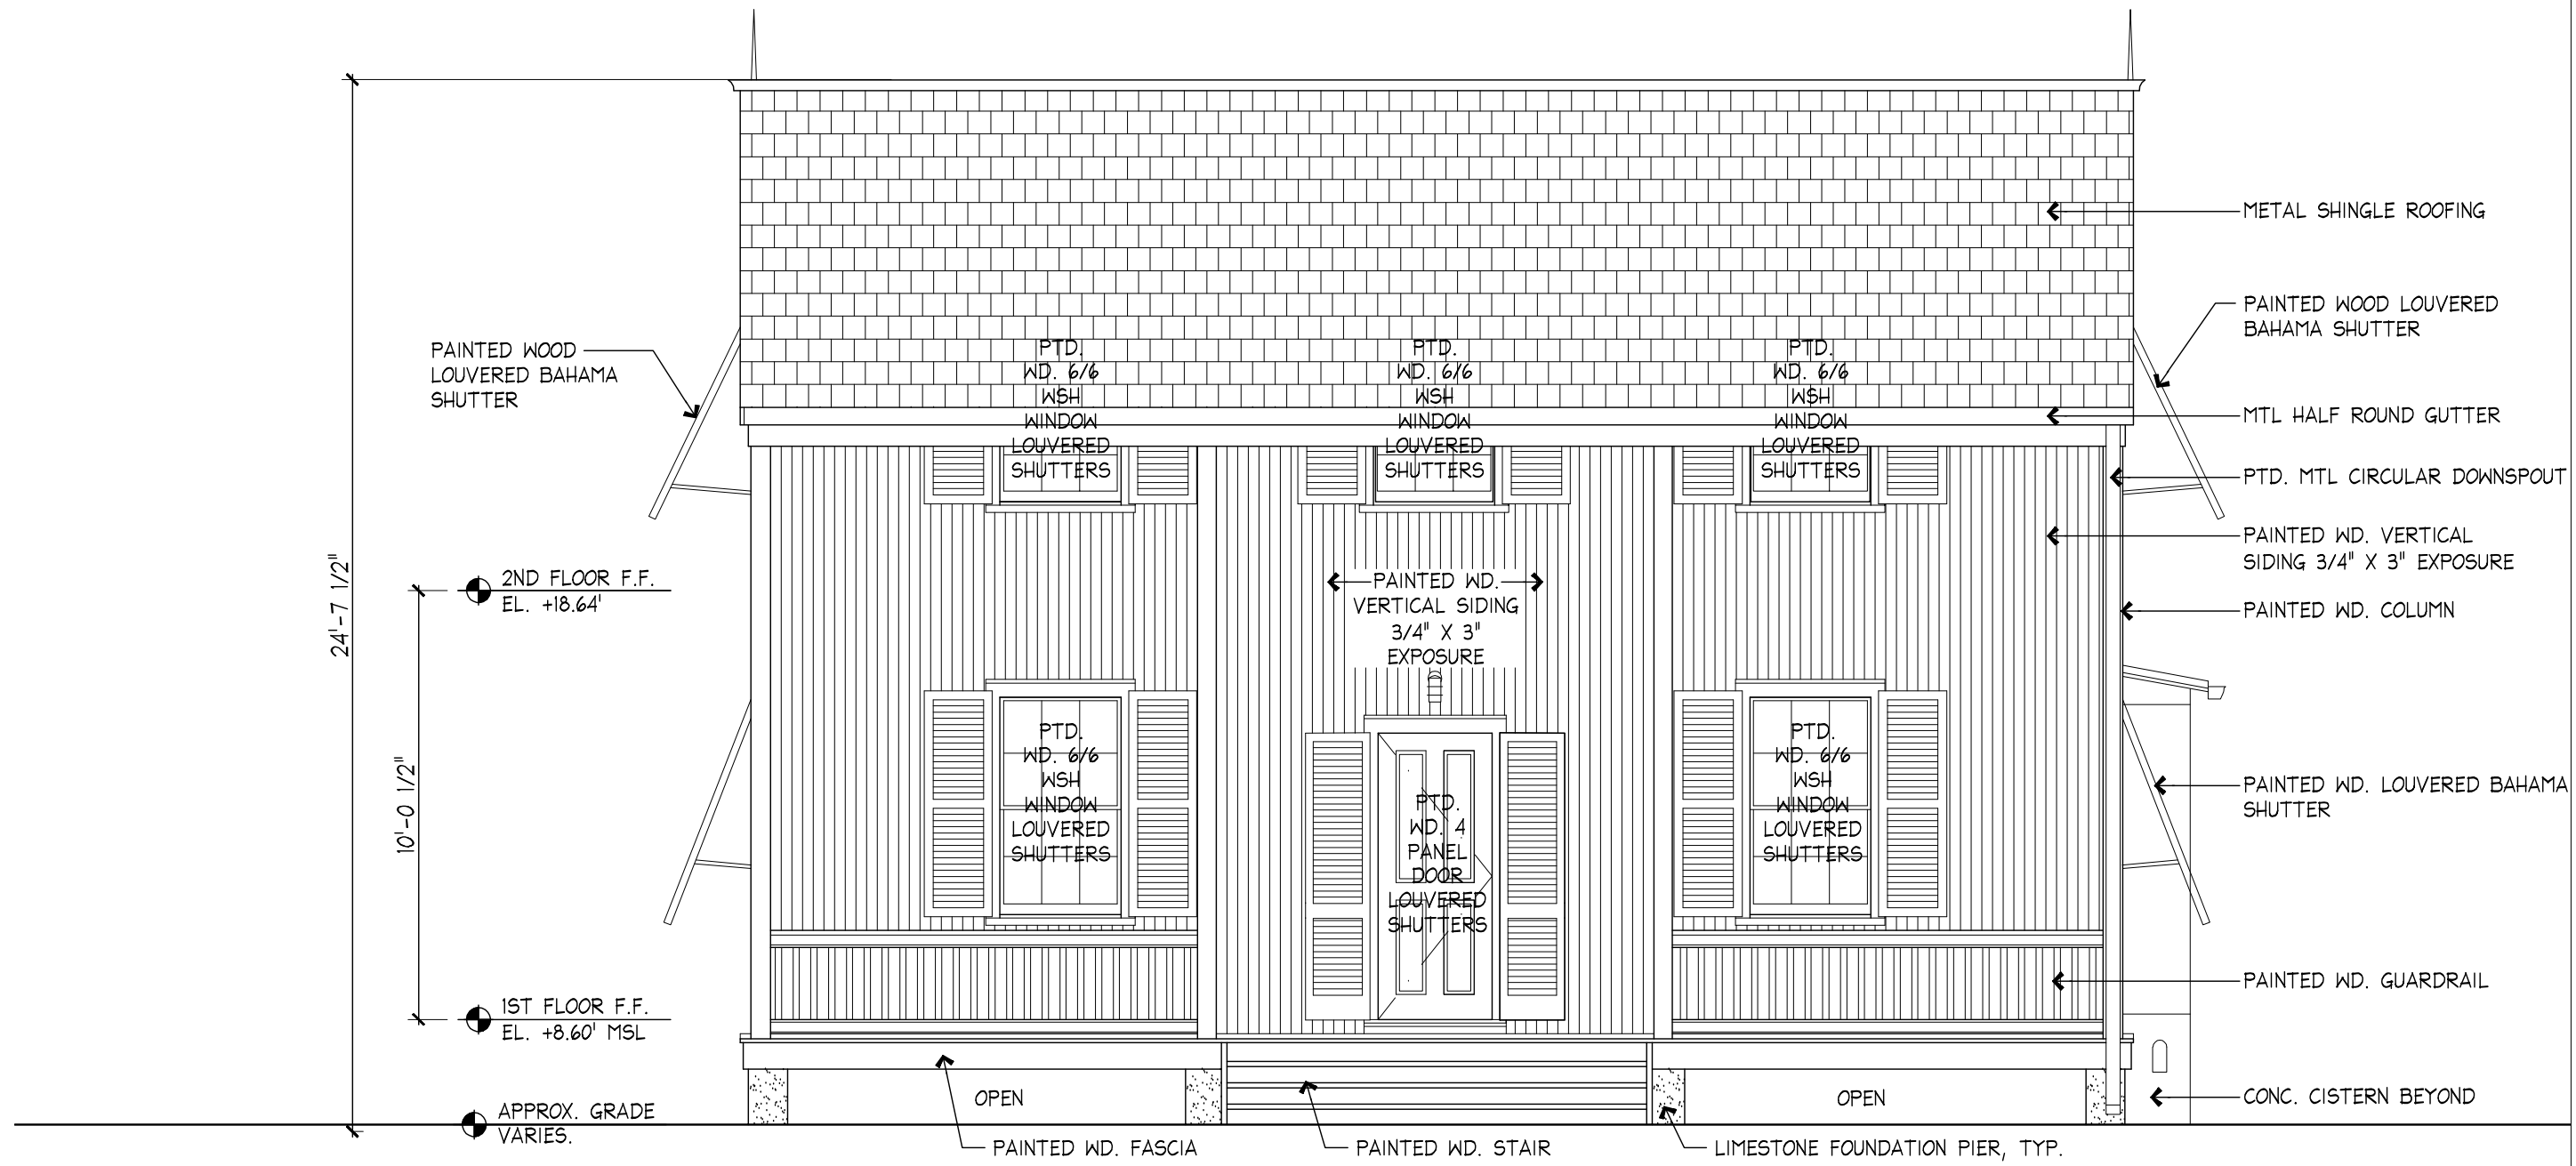 METAL SHINGLE ROOFING
PAINTED WOOD LOUVERED
BAHAMA SHUTTER
PAINTED WOOD
LOUVERED BAHAMA
SHUTTER
PTD.
WD. 6/6
WSH
WINDOW
LOUVERED
SHUTTERS
PTD.
WD. 6/6
WSH
WINDOW
LOUVERED
SHUTTERS
PTD.
WD. 6/6
WSH
WINDOW
LOUVERED
SHUTTERS
MTL HALF ROUND GUTTER
PTD. MTL CIRCULAR DOWNSPOUT
PAINTED WD. VERTICAL
SIDING 3/4" X 3" EXPOSURE
24'-7 1/2"
2ND FLOOR F.F.
EL. +18.64'
PAINTED WD.
VERTICAL SIDING
3/4" X 3"
EXPOSURE
PAINTED WD. COLUMN
10'-0 1/2"
PTD.
WD. 6/6
WSH
WINDOW
LOUVERED
SHUTTERS
PTD.
WD. 4
PANEL
DOOR
LOUVERED
SHUTTERS
PTD.
WD. 6/6
WSH
WINDOW
LOUVERED
SHUTTERS
PAINTED WD. LOUVERED BAHAMA
SHUTTER
PAINTED WD. GUARDRAIL
1ST FLOOR F.F.
EL. +8.60' MSL
OPEN
OPEN
CONC. CISTERN BEYOND
APPROX. GRADE
VARIES.
PAINTED WD. FASCIA
PAINTED WD. STAIR
LIMESTONE FOUNDATION PIER, TYP.